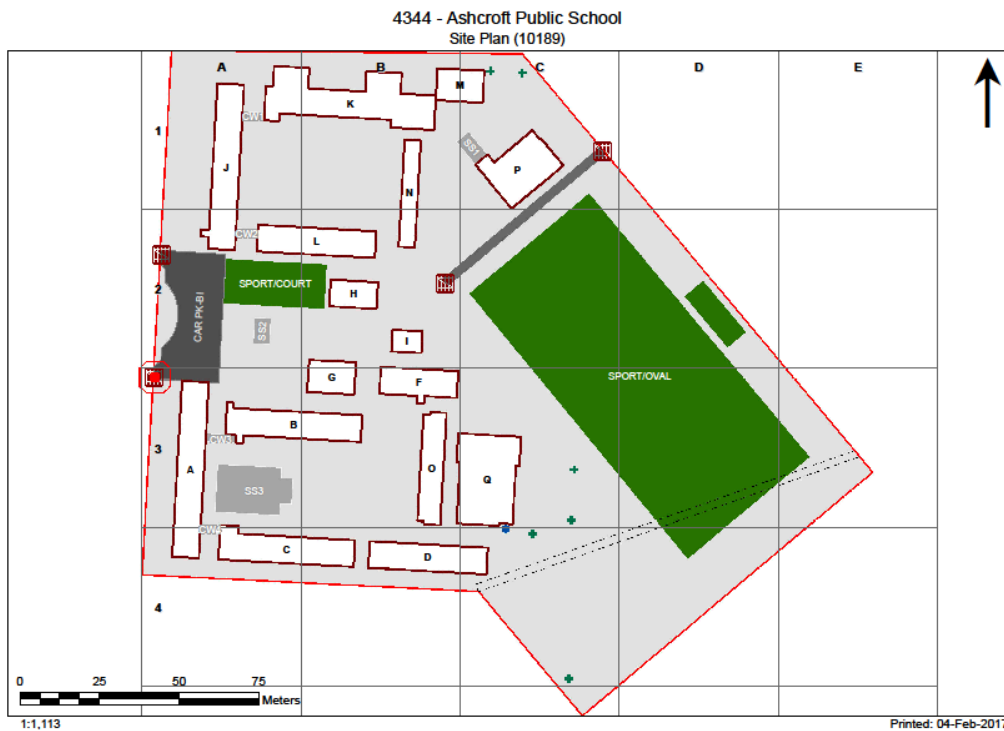 4344 - Ashcroft Public School
Site Plan (10189)
A B C D E
M
K
CW1
1
SS1
P
J
N
CW2
L
SPORT/COURT
H
2
CAR PK-BI
SS2
I
SPORT/OVAL
G
F
B
CW3
3
A
O
Q
SS3
C
D
4
0 25 50 75
Meters
1:1,113
Printed: 04-Feb-2017